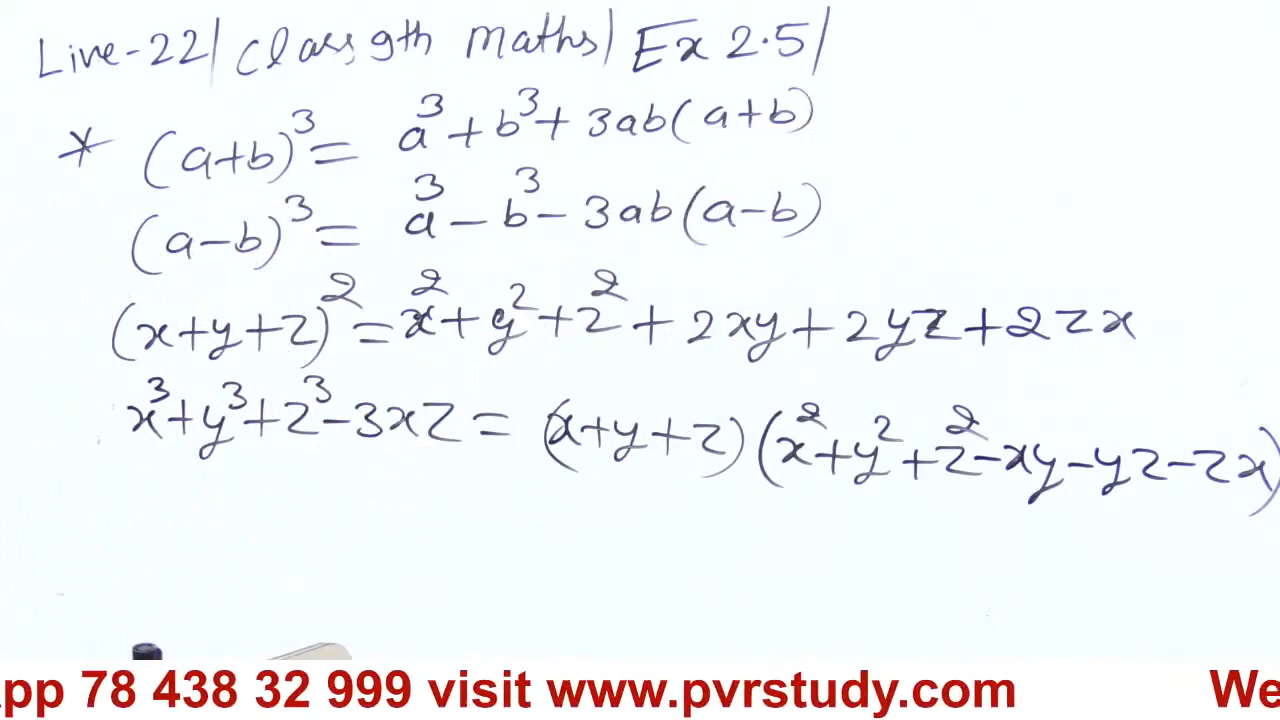 Live-22| Class 9th maths| Ex 2.5|
* (a+b)³ = a³ + b³ + 3ab(a+b)
(a-b)³ = a³ - b³ - 3ab(a-b)
(x+y+z)² = x² + y² + z² + 2xy + 2yz + 2zx
x³+y³+z³-3xz = (x+y+z)(x²+y²+z²-xy-yz-zx)
pp 78 438 32 999 visit www.pvrstudy.com We